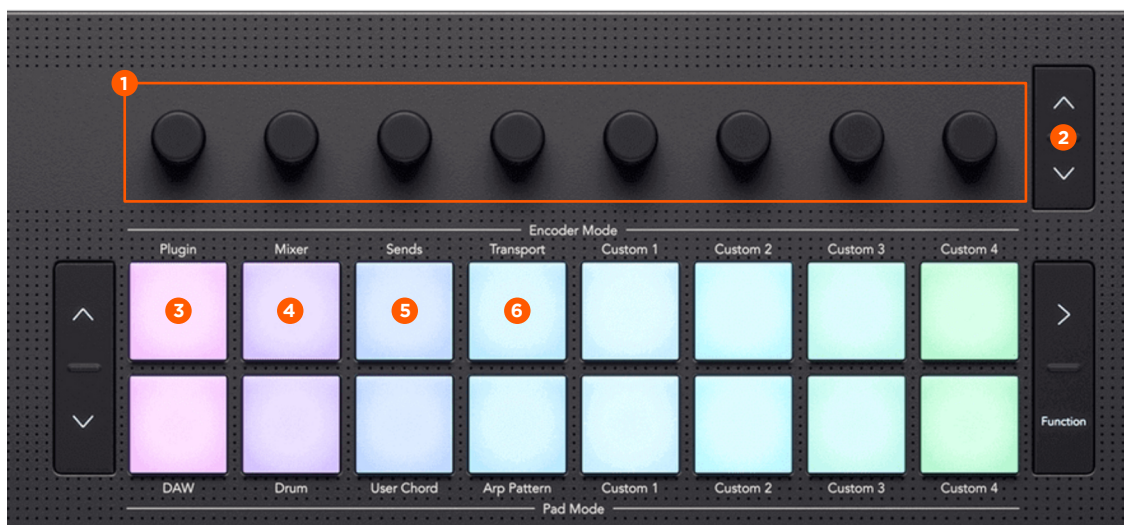 1
2
Encoder Mode
Plugin Mixer Sends Transport Custom 1 Custom 2 Custom 3 Custom 4
3 4 5 6
Function
DAW Drum User Chord Arp Pattern Custom 1 Custom 2 Custom 3 Custom 4
Pad Mode